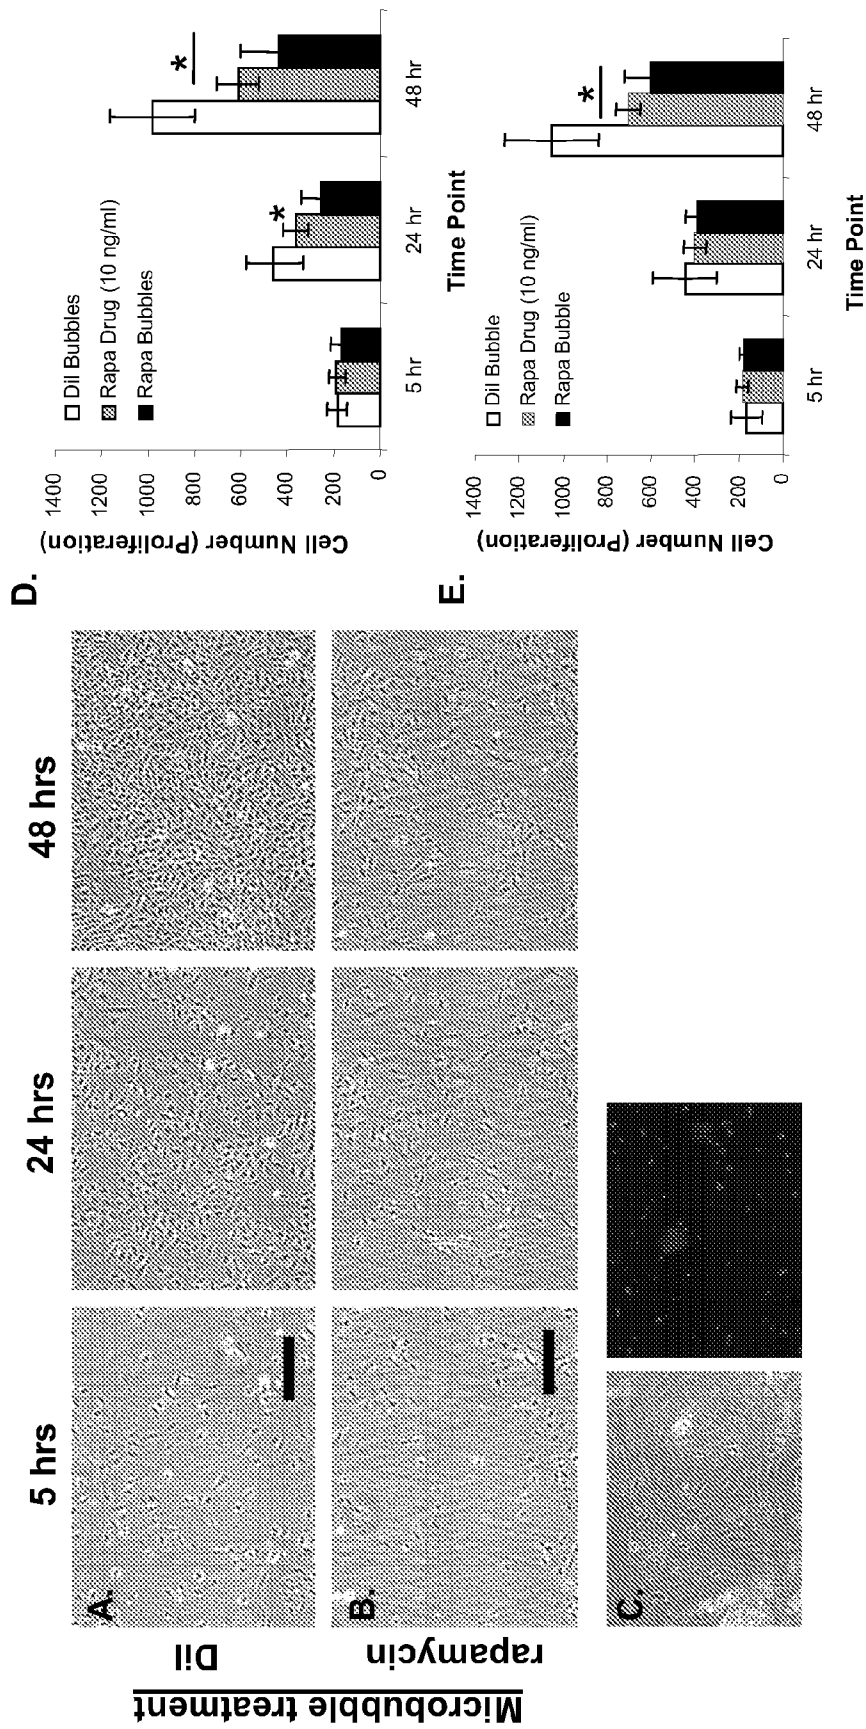 5 hrs
24 hrs
48 hrs
Microbubble treatment
DiI
rapamycin
A.
B.
C.
D.
Cell Number (Proliferation)
1400
1200
1000
800
600
400
200
0
DiI Bubbles
Rapa Drug (10 ng/ml)
Rapa Bubbles
*
*
5 hr
24 hr
48 hr
Time Point
E.
Cell Number (Proliferation)
1400
1200
1000
800
600
400
200
0
DiI Bubble
Rapa Drug (10 ng/ml)
Rapa Bubble
*
5 hr
24 hr
48 hr
Time Point